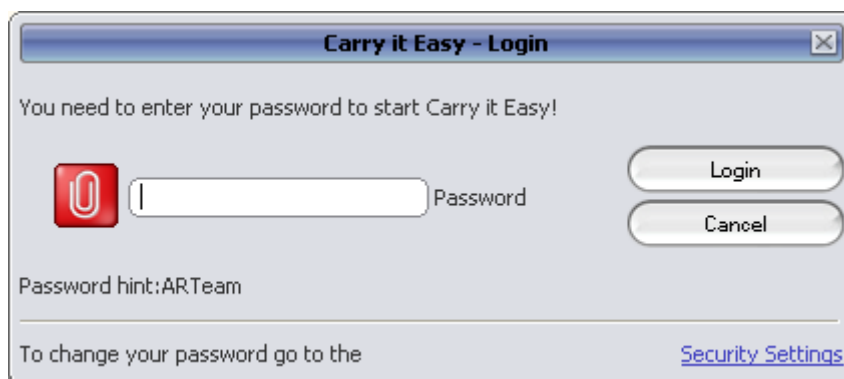 Carry it Easy - Login
You need to enter your password to start Carry it Easy!
Login
Password
Cancel
Password hint:ARTeam
To change your password go to the Security Settings